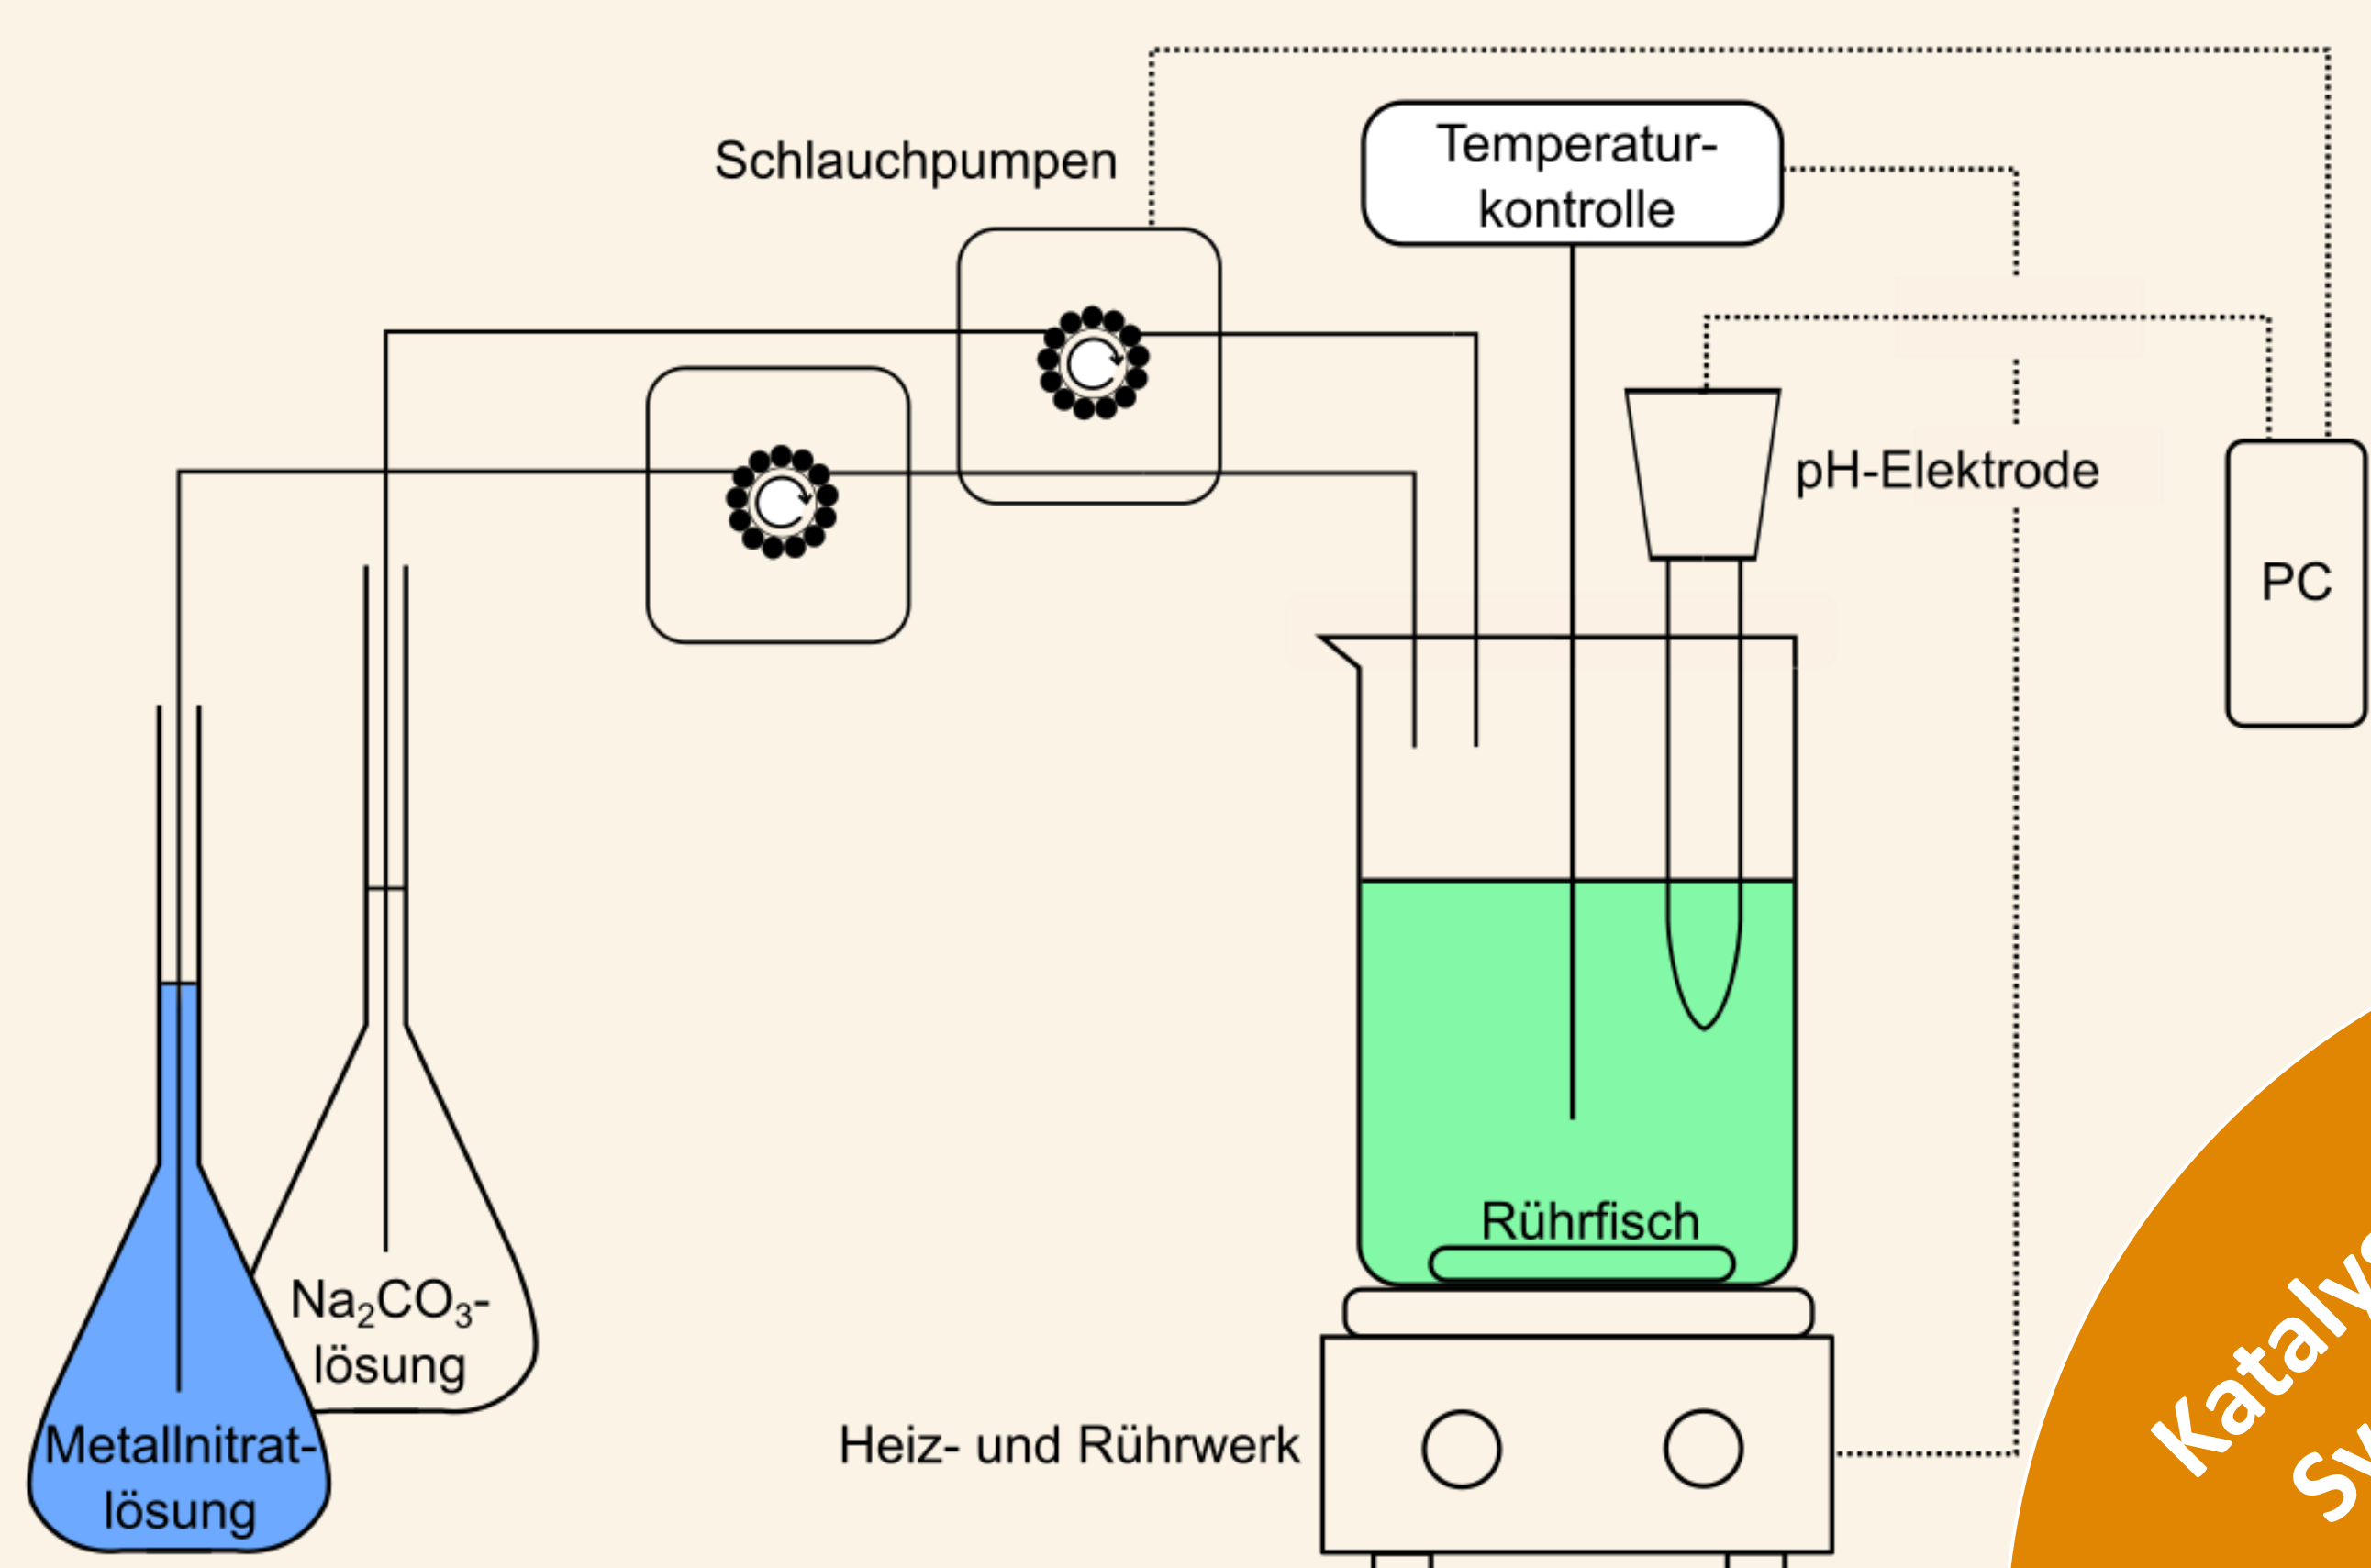 Schlauchpumpen
Temperatur-
kontrolle
pH-Elektrode
PC
Na₂CO₃-
lösung
Metallnitrat-
lösung
Rührfisch
Heiz- und Rührwerk